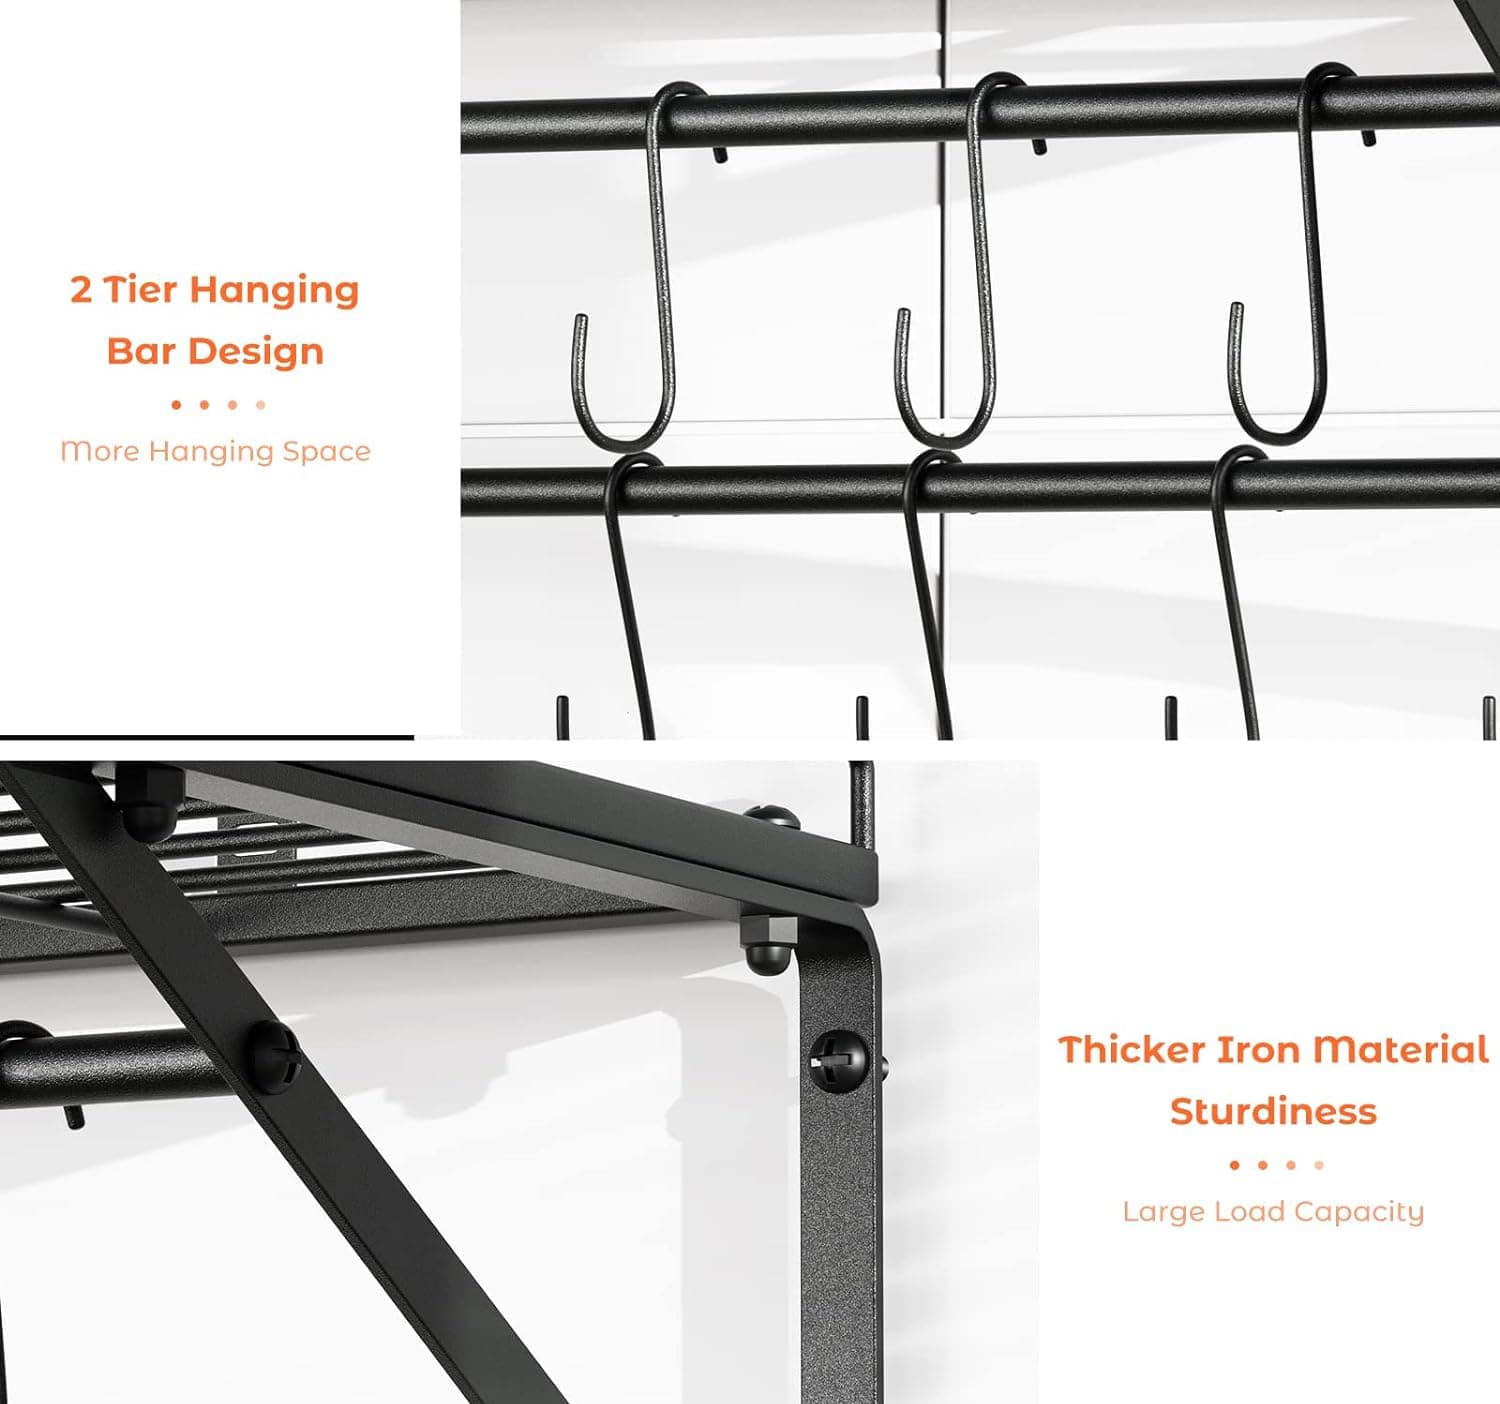 2 Tier Hanging
Bar Design
More Hanging Space
Thicker Iron Material
Sturdiness
Large Load Capacity